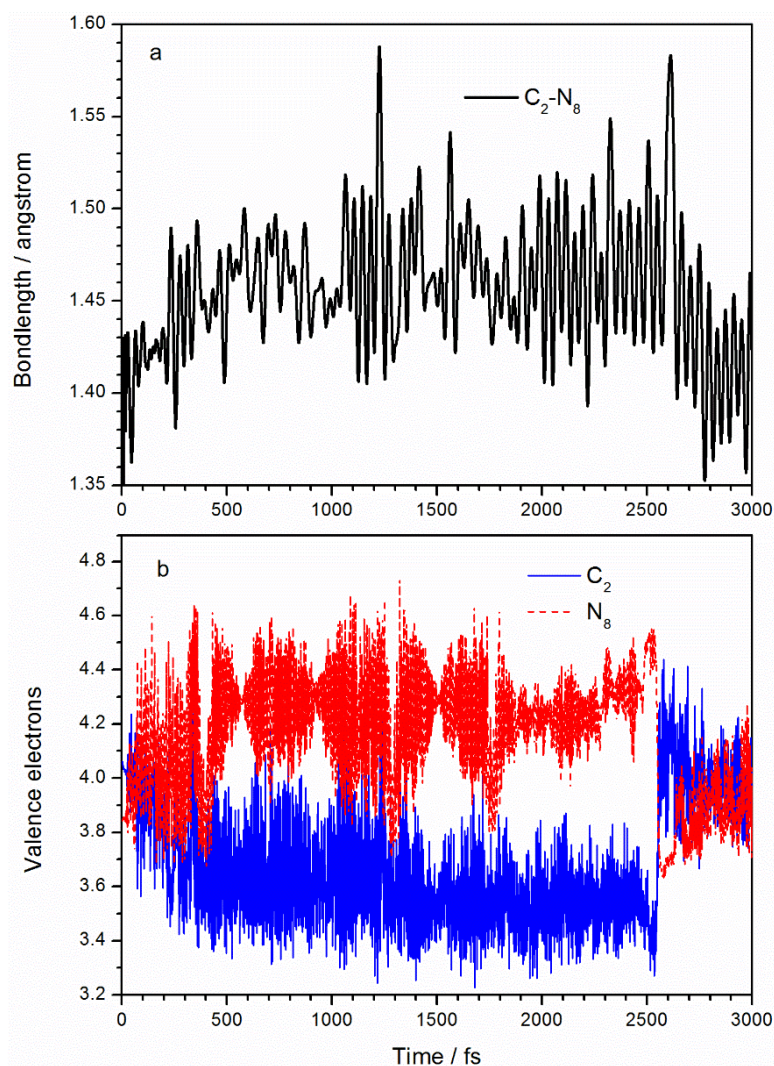 1.60
a
C₂-N₈
1.55
1.50
1.45
1.40
1.35
Bondlength / angstrom
0 500 1000 1500 2000 2500 3000
4.8
b
C₂
N₈
4.6
4.4
4.2
4.0
3.8
3.6
3.4
3.2
Valence electrons
0 500 1000 1500 2000 2500 3000
Time / fs